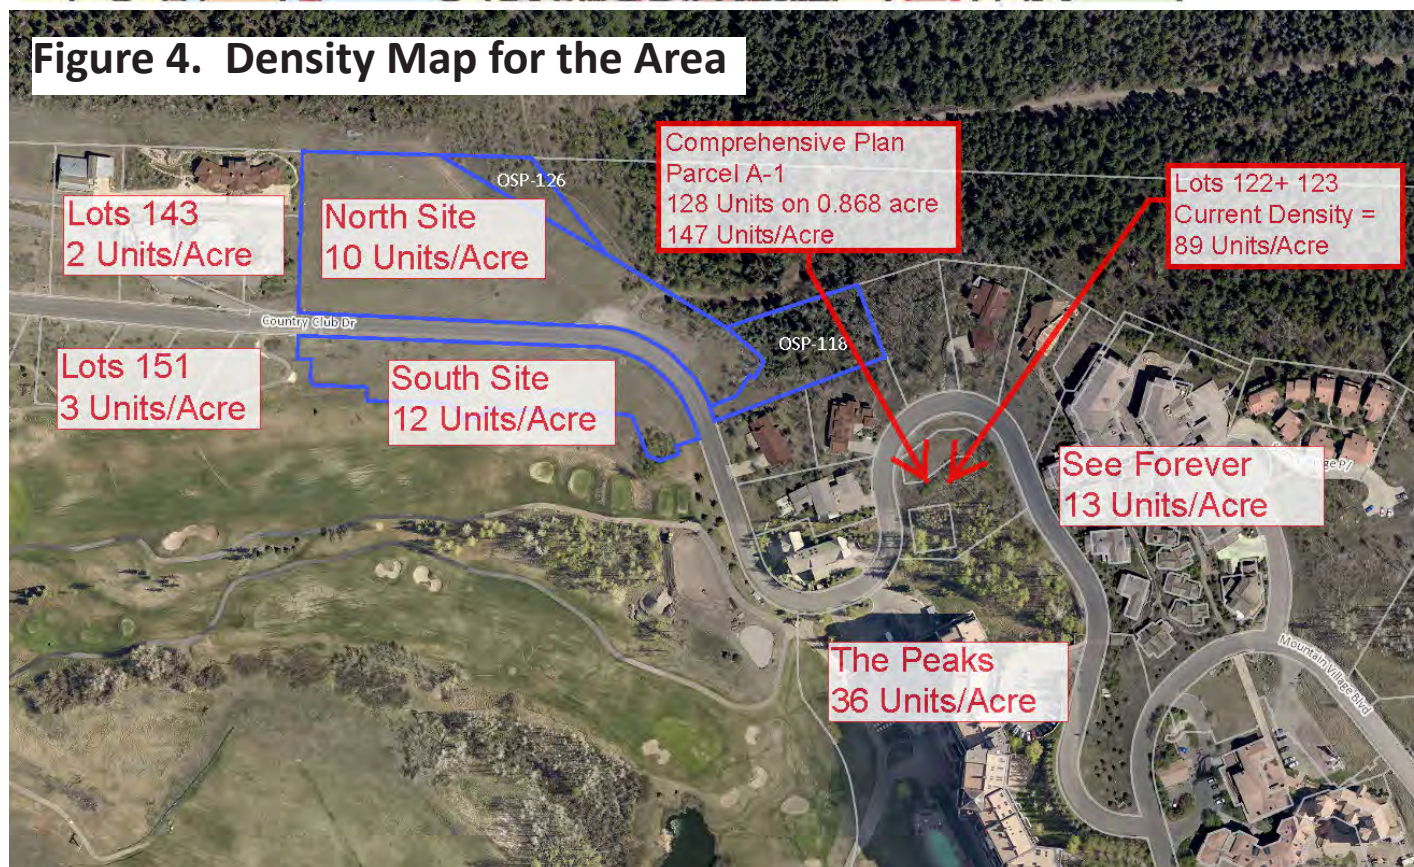 Figure 4. Density Map for the Area
Comprehensive Plan
Parcel A-1
128 Units on 0.868 acre
147 Units/Acre
Lots 122+ 123
Current Density =
89 Units/Acre
OSP-126
Lots 143
2 Units/Acre
North Site
10 Units/Acre
Country Club Dr
OSP-118
Lots 151
3 Units/Acre
South Site
12 Units/Acre
See Forever
13 Units/Acre
The Peaks
36 Units/Acre
Mountain Village Blvd